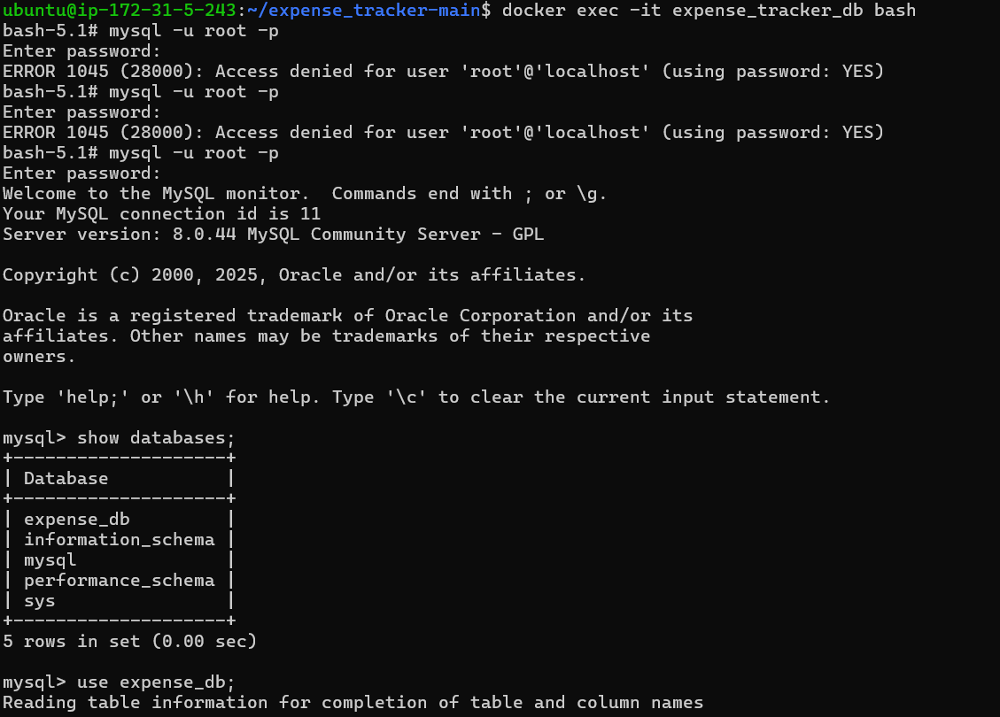 ubuntu@ip-172-31-5-243:~/expense_tracker-main$ docker exec -it expense_tracker_db bash
bash-5.1# mysql -u root -p
Enter password:
ERROR 1045 (28000): Access denied for user 'root'@'localhost' (using password: YES)
bash-5.1# mysql -u root -p
Enter password:
ERROR 1045 (28000): Access denied for user 'root'@'localhost' (using password: YES)
bash-5.1# mysql -u root -p
Enter password:
Welcome to the MySQL monitor.  Commands end with ; or \g.
Your MySQL connection id is 11
Server version: 8.0.44 MySQL Community Server - GPL

Copyright (c) 2000, 2025, Oracle and/or its affiliates.

Oracle is a registered trademark of Oracle Corporation and/or its
affiliates. Other names may be trademarks of their respective
owners.

Type 'help;' or '\h' for help. Type '\c' to clear the current input statement.

mysql> show databases;
+--------------------+
| Database           |
+--------------------+
| expense_db         |
| information_schema |
| mysql              |
| performance_schema |
| sys                |
+--------------------+
5 rows in set (0.00 sec)

mysql> use expense_db;
Reading table information for completion of table and column names